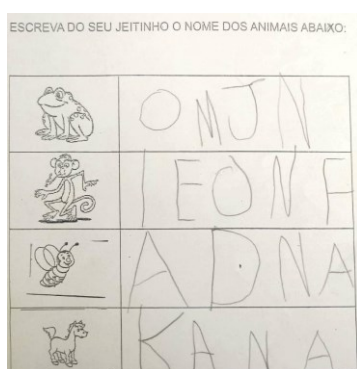 ESCREVA DO SEU JEITINHO O NOME DOS ANIMAIS ABAIXO:
OMJN
IEONF
ADNA
KANA